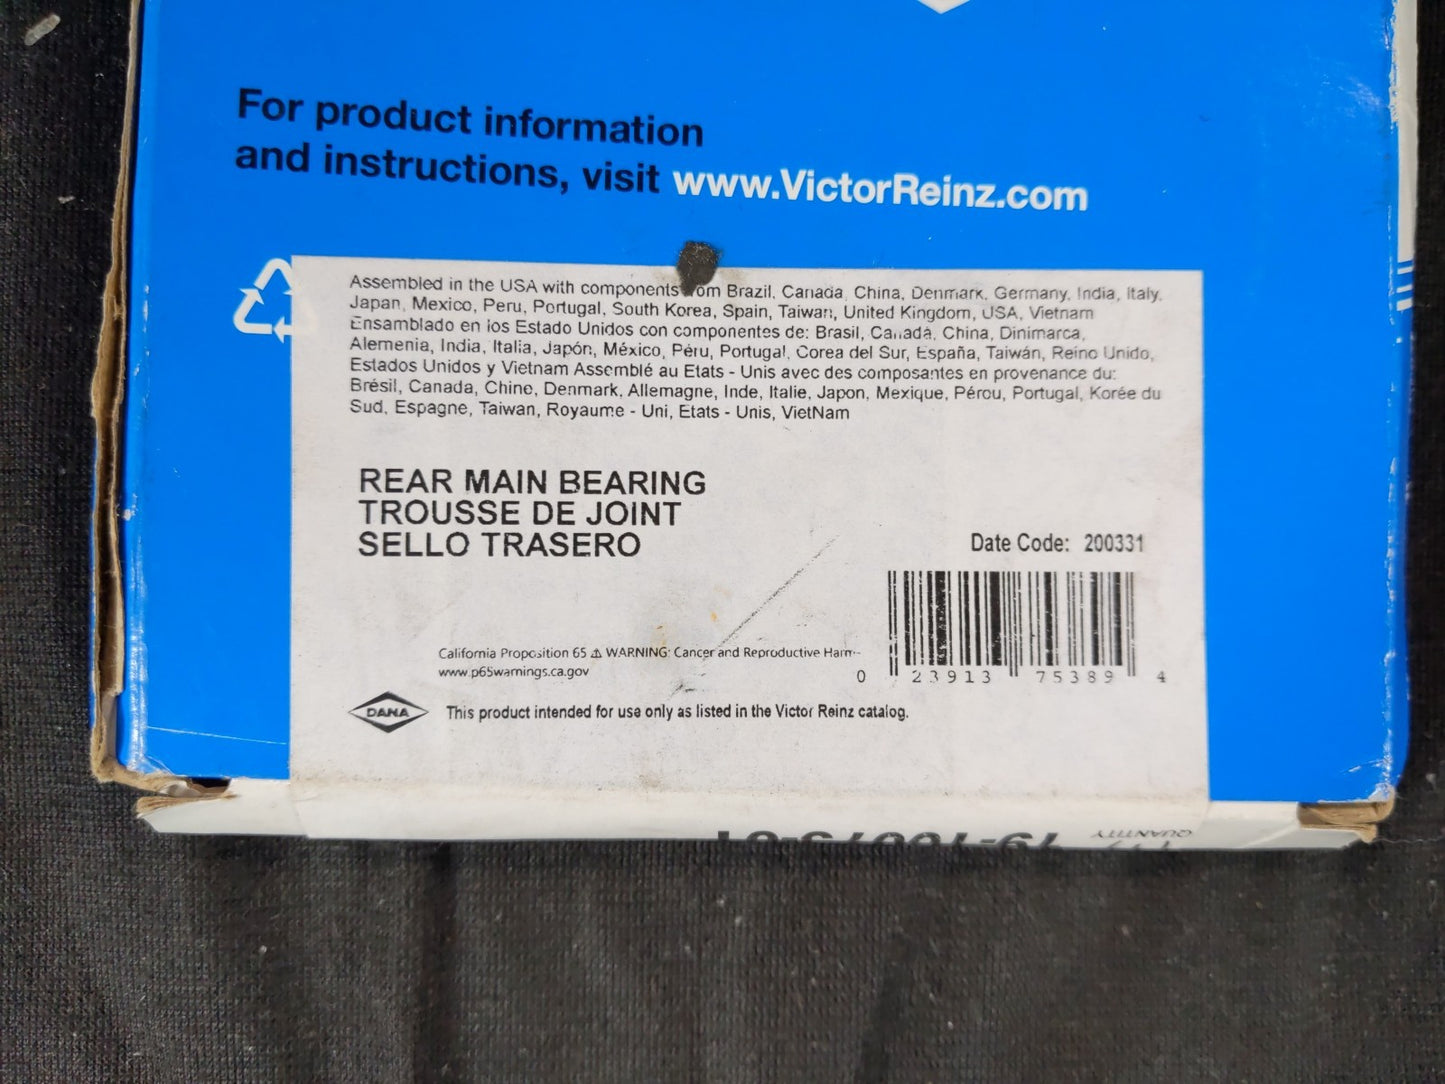 For product information
and instructions, visit www.VictorReinz.com
Assembled in the USA with components from Brazil, Canada, China, Denmark, Germany, India, Italy,
Japan, Mexico, Peru, Portugal, South Korea, Spain, Taiwan, United Kingdom, USA, Vietnam
Ensamblado en los Estado Unidos con componentes de: Brasil, Canadá, China, Dinimarca,
Alemenia, India, Italia, Japón, México, Péru, Portugal, Corea del Sur, España, Taiwán, Reino Unido,
Estados Unidos y Vietnam Assemblé au Etats - Unis avec des composantes en provenance du:
Brésil, Canada, Chine, Denmark, Allemagne, Inde, Italie, Japon, Mexique, Pérou, Portugal, Korée du
Sud, Espagne, Taiwan, Royaume - Uni, Etats - Unis, VietNam
REAR MAIN BEARING
TROUSSE DE JOINT
SELLO TRASERO
Date Code: 200331
California Proposition 65 ⚠ WARNING: Cancer and Reproductive Harm--
www.p65warnings.ca.gov
0 23913 75389 4
DANA
This product intended for use only as listed in the Victor Reinz catalog.
QUANTITY